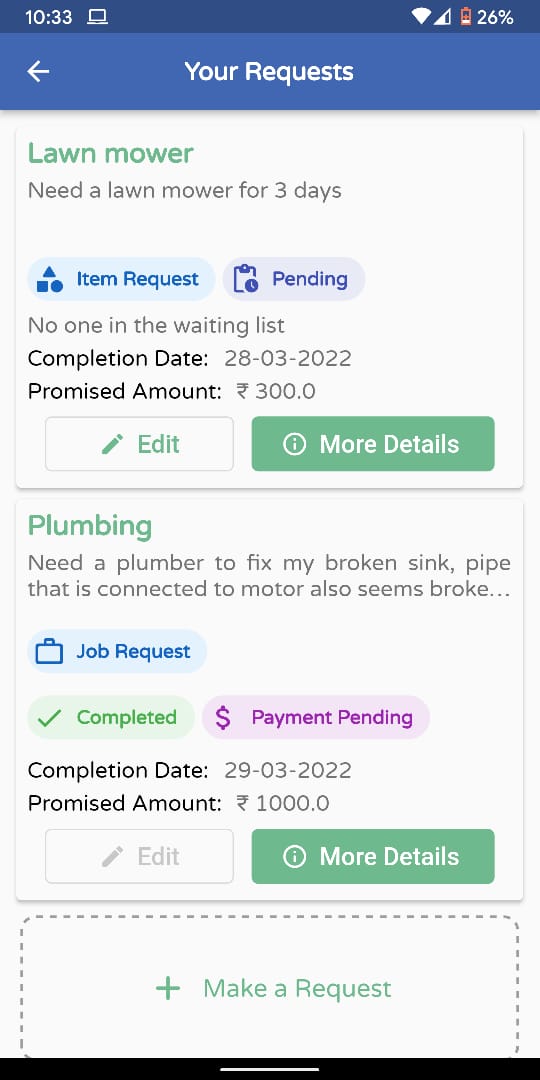 10:33 26%
Your Requests
Lawn mower
Need a lawn mower for 3 days
Item Request Pending
No one in the waiting list
Completion Date: 28-03-2022
Promised Amount: ₹ 300.0
Edit More Details
Plumbing
Need a plumber to fix my broken sink, pipe
that is connected to motor also seems broke...
Job Request
Completed $ Payment Pending
Completion Date: 29-03-2022
Promised Amount: ₹ 1000.0
Edit More Details
+ Make a Request